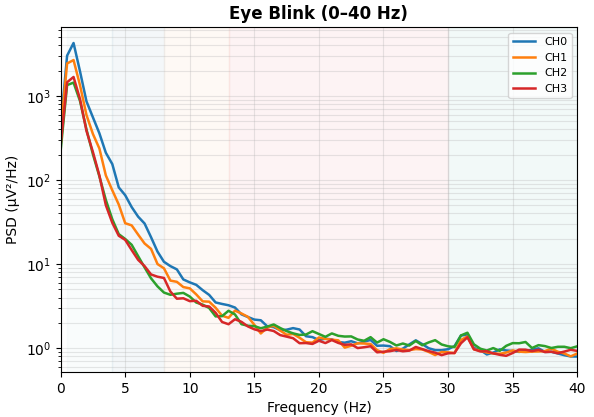 Eye Blink (0–40 Hz)
CH0
CH1
CH2
CH3
PSD (μV²/Hz)
10³
10²
10¹
10⁰
0 5 10 15 20 25 30 35 40
Frequency (Hz)